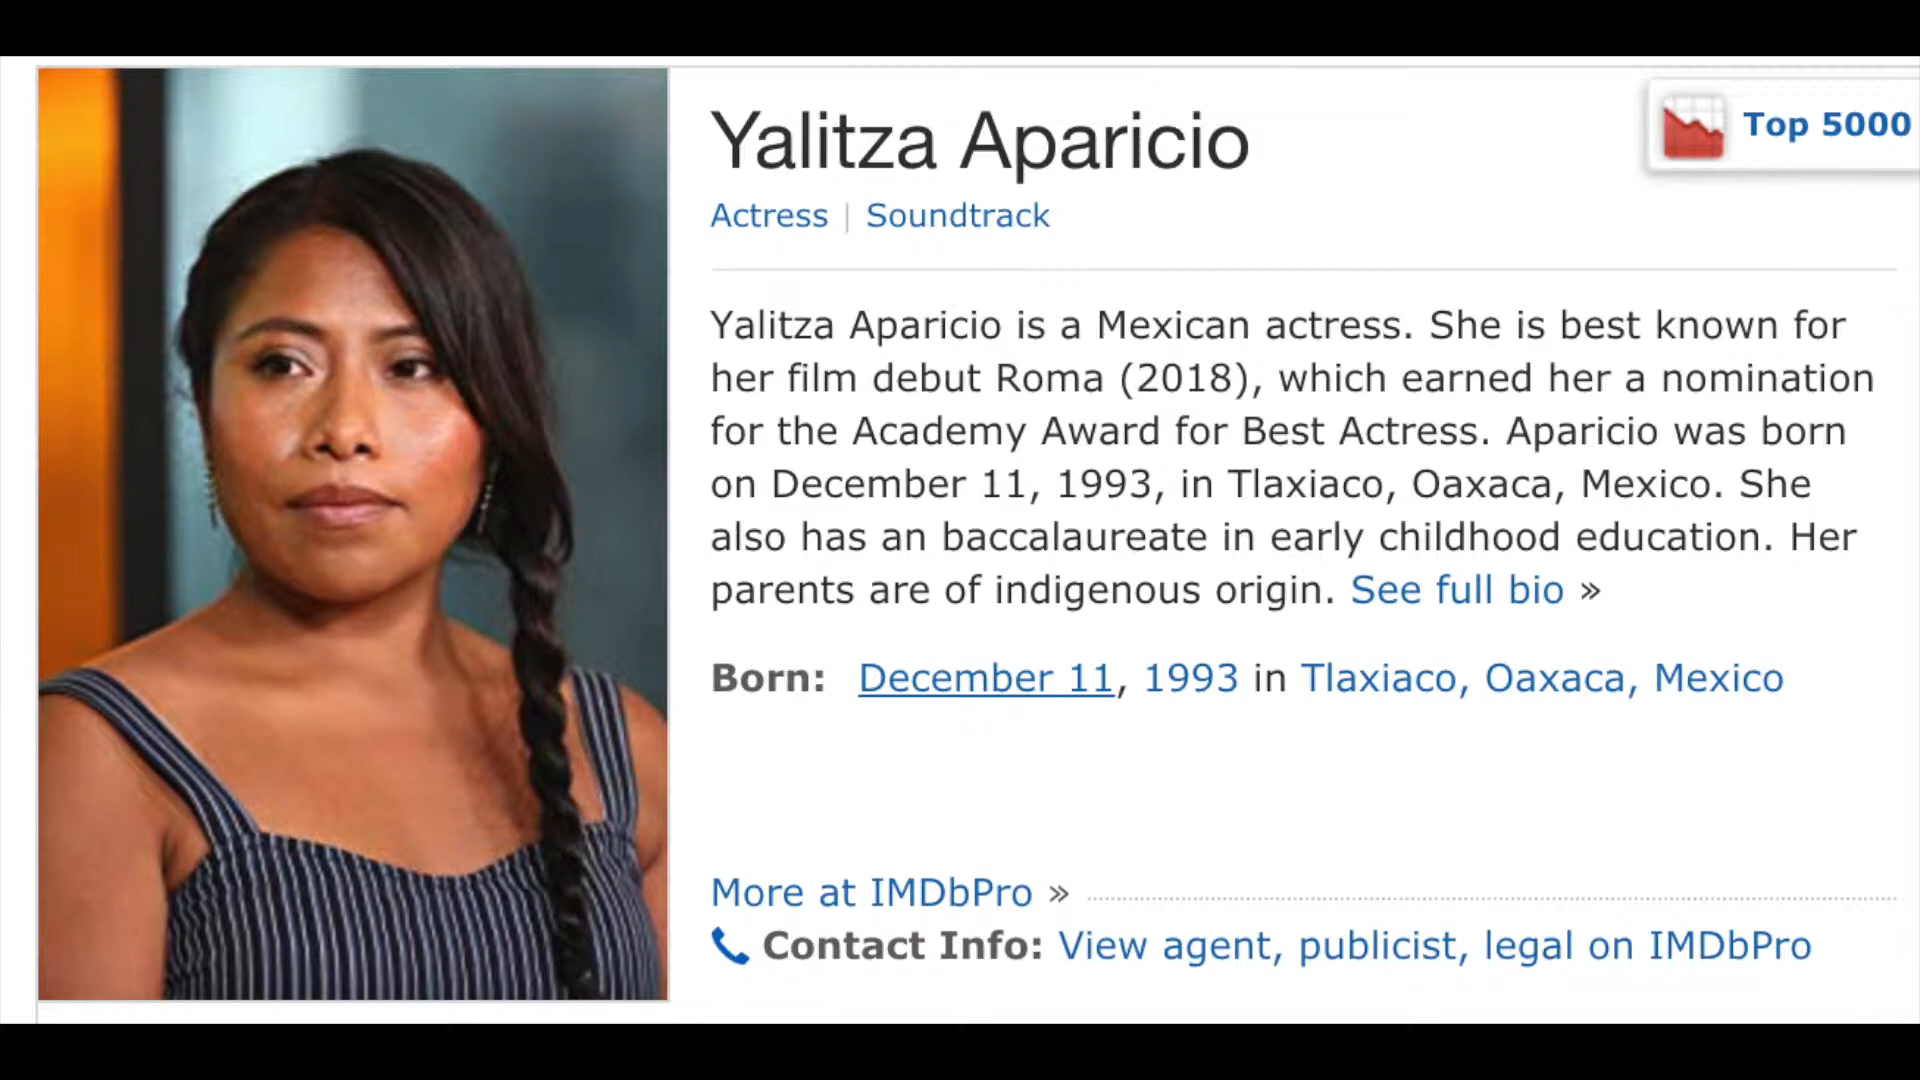 Yalitza Aparicio
Top 5000
Actress | Soundtrack
Yalitza Aparicio is a Mexican actress. She is best known for
her film debut Roma (2018), which earned her a nomination
for the Academy Award for Best Actress. Aparicio was born
on December 11, 1993, in Tlaxiaco, Oaxaca, Mexico. She
also has an baccalaureate in early childhood education. Her
parents are of indigenous origin. See full bio »
Born: December 11, 1993 in Tlaxiaco, Oaxaca, Mexico
More at IMDbPro »
Contact Info: View agent, publicist, legal on IMDbPro